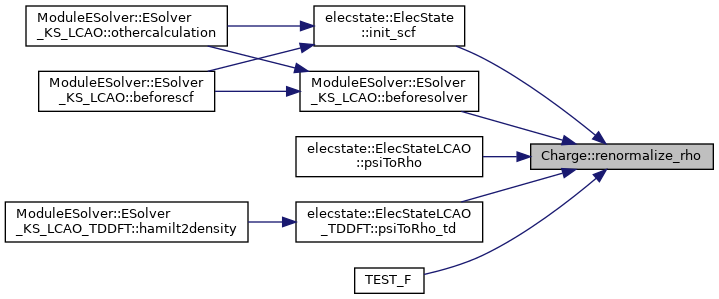 ModuleESolver::ESolver
_KS_LCAO::othercalculation
elecstate::ElecState
::init_scf
ModuleESolver::ESolver
_KS_LCAO::beforescf
ModuleESolver::ESolver
_KS_LCAO::beforesolver
elecstate::ElecStateLCAO
::psiToRho
Charge::renormalize_rho
ModuleESolver::ESolver
_KS_LCAO_TDDFT::hamilt2density
elecstate::ElecStateLCAO
_TDDFT::psiToRho_td
TEST_F